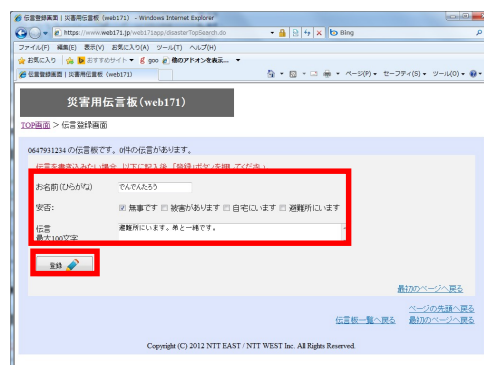 伝言登録画面 | 災害用伝言板 (web171) - Windows Internet Explorer
https://www.web171.jp/web171app/disasterTopSearch.do
Bing
ファイル(F) 編集(E) 表示(V) お気に入り(A) ツール(T) ヘルプ(H)
お気に入り おすすめサイト goo 他のアドオンを表示...
伝言登録画面 | 災害用伝言板 (web171)
ページ(P) セーフティ(S) ツール(O)
災害用伝言板(web171)
TOP画面 > 伝言登録画面
0647931234 の伝言板です。0件の伝言があります。
伝言を書き込みたい場合、以下に記入後「登録」ボタンを押してください。
お名前(ひらがな) でんでんたろう
安否: 無事です 被害があります 自宅にいます 避難所にいます
伝言 避難所にいます。弟と一緒です。
最大100文字
登録
最初のページへ戻る
ページの先頭へ戻る
伝言板一覧へ戻る 最初のページへ戻る
Copyright (C) 2012 NTT EAST / NTT WEST Inc. All Rights Reserved.